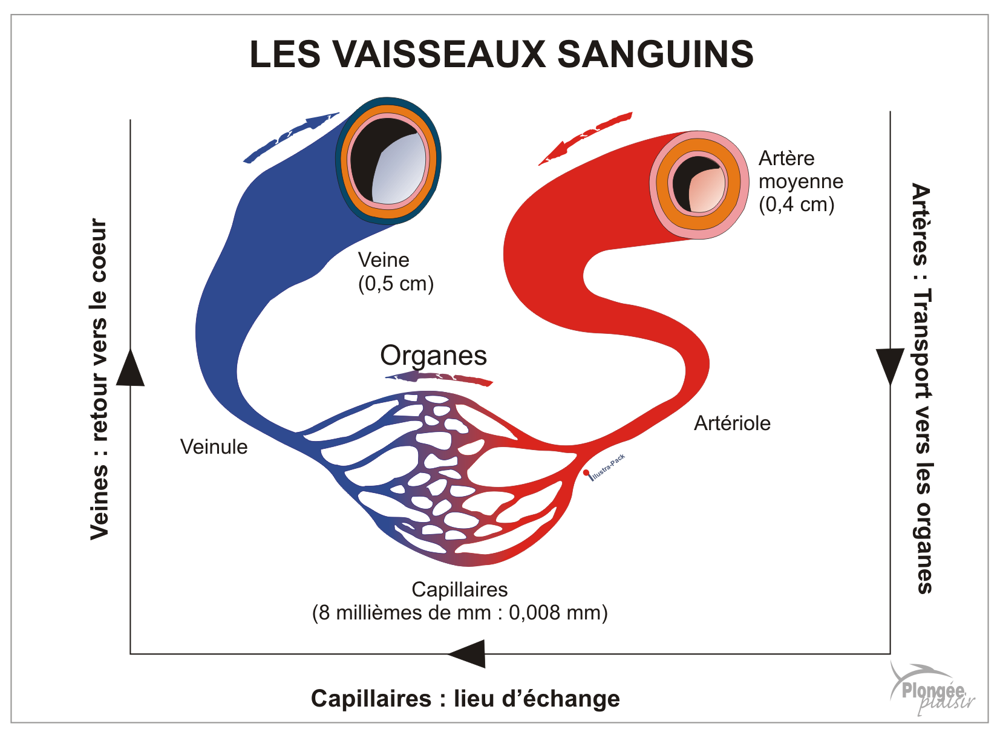 LES VAISSEAUX SANGUINS
Artère
moyenne
(0,4 cm)
Veine
(0,5 cm)
Organes
Veinule
Artériole
Illustra-Pack
Capillaires
(8 millièmes de mm : 0,008 mm)
Veines : retour vers le coeur
Artères : Transport vers les organes
Capillaires : lieu d’échange
Plongée
plaisir